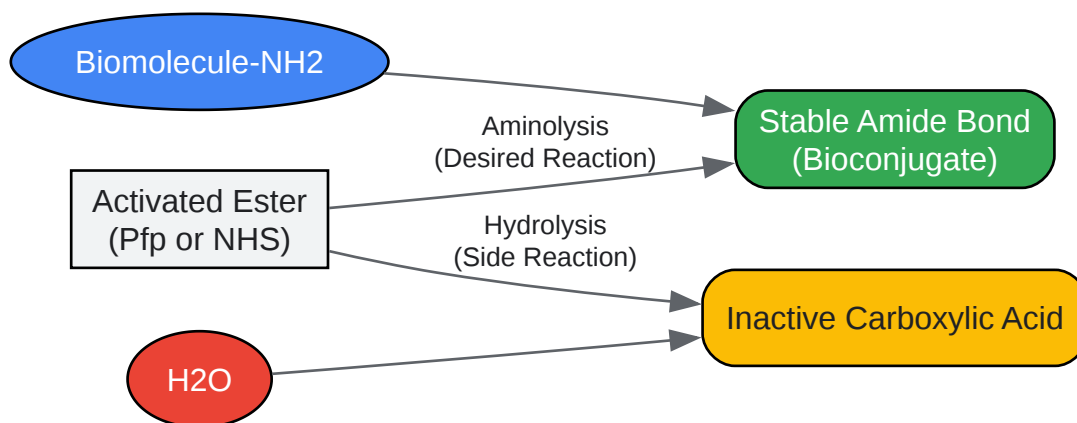 Biomolecule-NH2
Aminolysis
(Desired Reaction)
Stable Amide Bond
(Bioconjugate)
Activated Ester
(Pfp or NHS)
Hydrolysis
(Side Reaction)
Inactive Carboxylic Acid
H2O